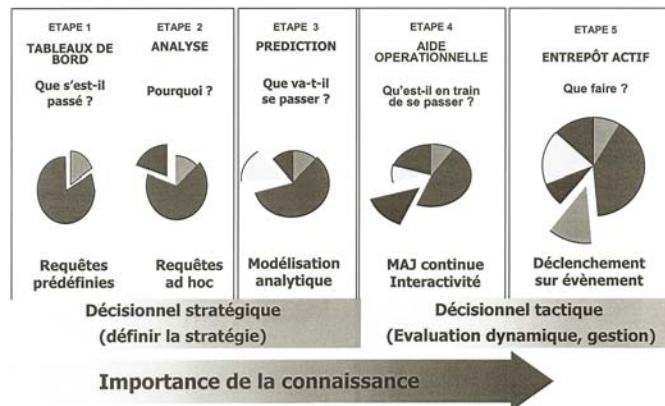 ETAPE 1
TABLEAUX DE
BORD
Que s'est-il
passé ?
Requêtes
prédéfinies
ETAPE 2
ANALYSE
Pourquoi ?
Requêtes
ad hoc
ETAPE 3
PREDICTION
Que va-t-il
se passer ?
Modélisation
analytique
ETAPE 4
AIDE
OPERATIONNELLE
Qu'est-il en train
de se passer ?
MAJ continue
Interactivité
ETAPE 5
ENTREPÔT ACTIF
Que faire ?
Déclenchement
sur évènement
Décisionnel stratégique
(définir la stratégie)
Décisionnel tactique
(Evaluation dynamique, gestion)
Importance de la connaissance